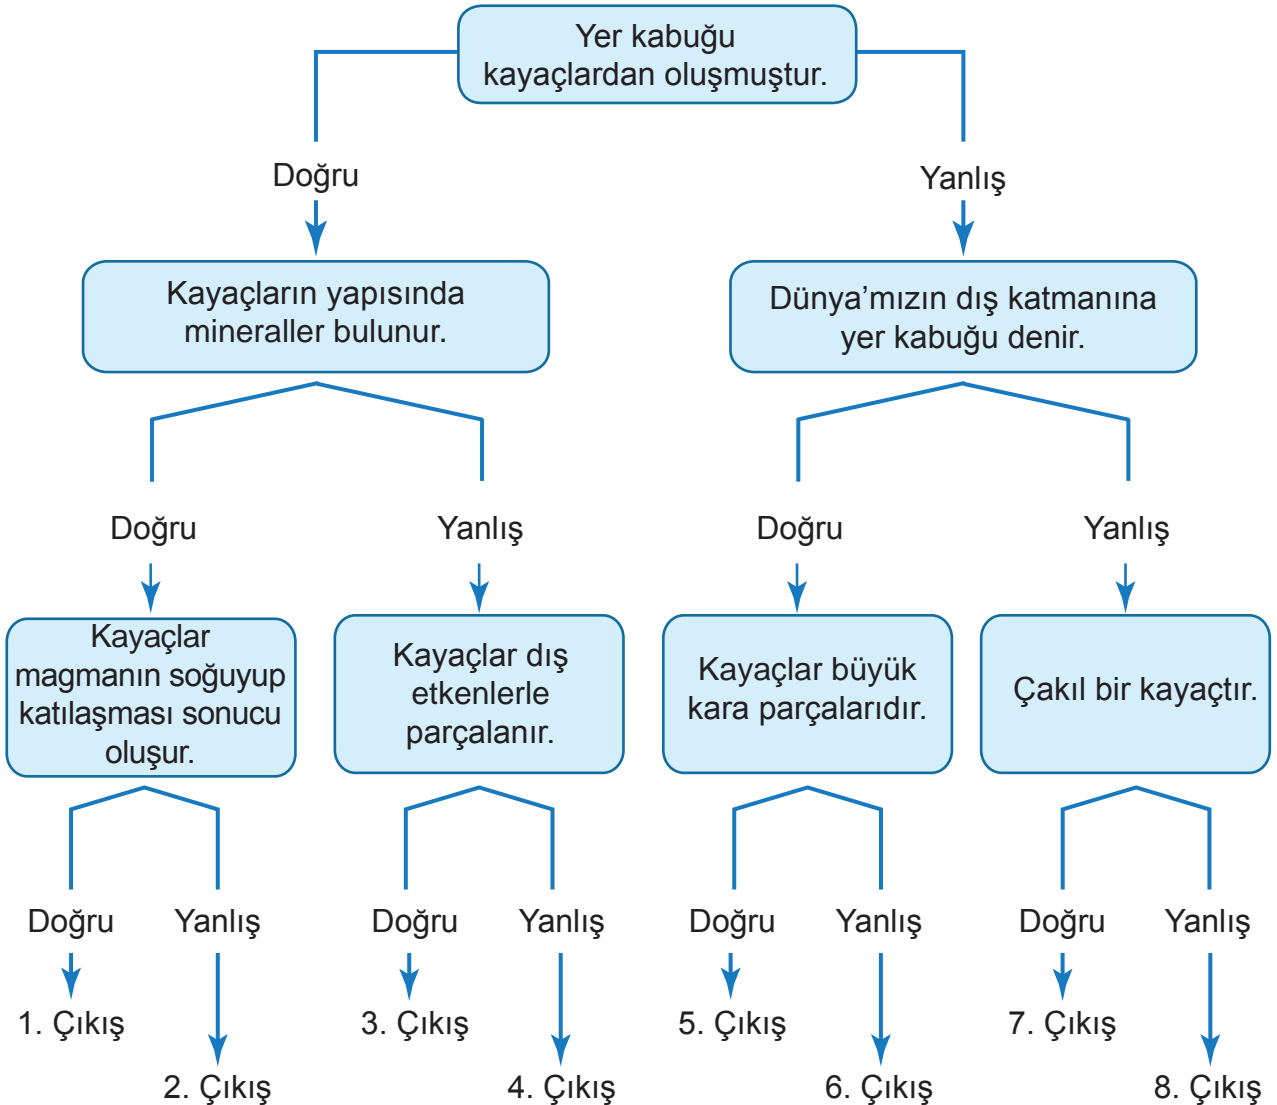 Yer kabuğu
kayaçlardan oluşmuştur.
Doğru
Yanlış
Kayaçların yapısında
mineraller bulunur.
Dünya’mızın dış katmanına
yer kabuğu denir.
Doğru
Yanlış
Doğru
Yanlış
Kayaçlar
magmanın soğuyup
katılaşması sonucu
oluşur.
Kayaçlar dış
etkenlerle
parçalanır.
Kayaçlar büyük
kara parçalarıdır.
Çakıl bir kayaçtır.
Doğru
Yanlış
Doğru
Yanlış
Doğru
Yanlış
Doğru
Yanlış
1. Çıkış
3. Çıkış
5. Çıkış
7. Çıkış
2. Çıkış
4. Çıkış
6. Çıkış
8. Çıkış